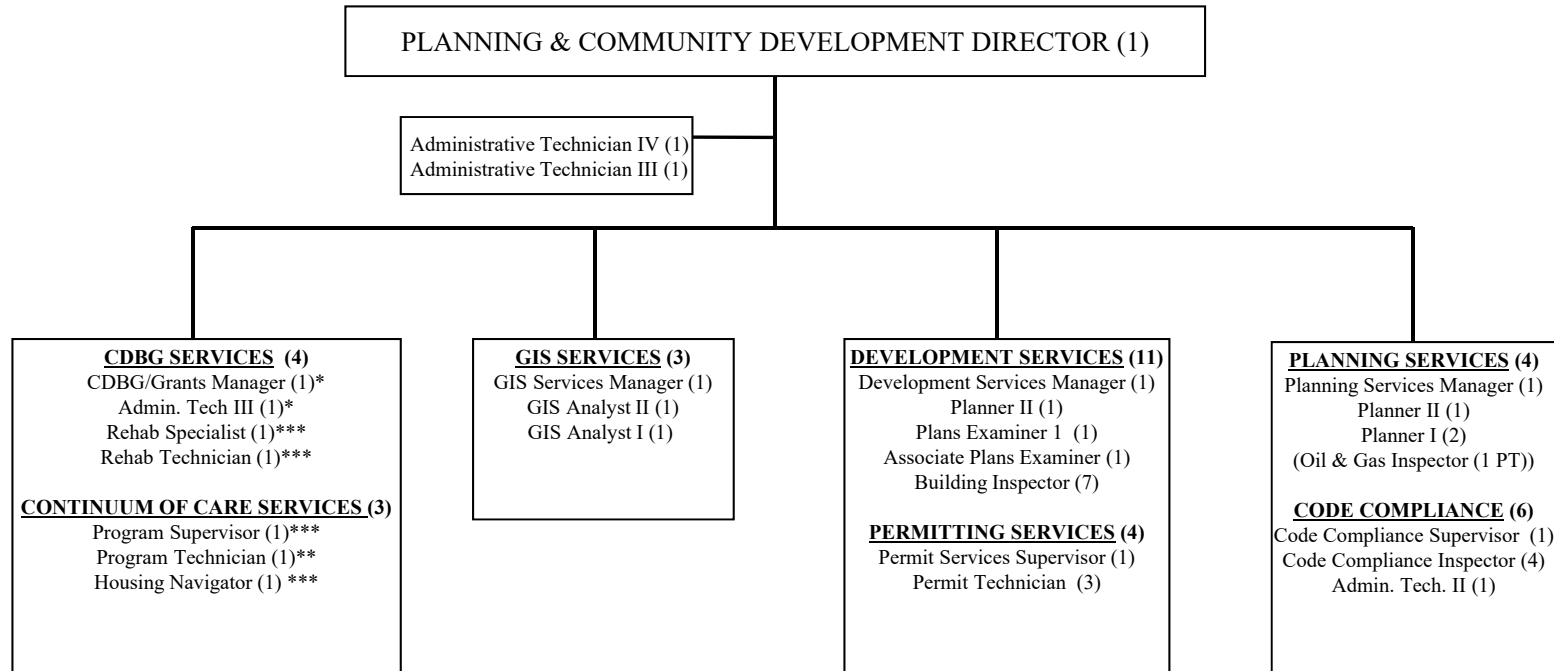 PLANNING & COMMUNITY DEVELOPMENT DIRECTOR (1)
Administrative Technician IV (1)
Administrative Technician III (1)
CDBG SERVICES (4)
CDBG/Grants Manager (1)*
Admin. Tech III (1)*
Rehab Specialist (1)***
Rehab Technician (1)***
CONTINUUM OF CARE SERVICES (3)
Program Supervisor (1)***
Program Technician (1)**
Housing Navigator (1) ***
GIS SERVICES (3)
GIS Services Manager (1)
GIS Analyst II (1)
GIS Analyst I (1)
DEVELOPMENT SERVICES (11)
Development Services Manager (1)
Planner II (1)
Plans Examiner 1 (1)
Associate Plans Examiner (1)
Building Inspector (7)
PERMITTING SERVICES (4)
Permit Services Supervisor (1)
Permit Technician (3)
PLANNING SERVICES (4)
Planning Services Manager (1)
Planner II (1)
Planner I (2)
(Oil & Gas Inspector (1 PT))
CODE COMPLIANCE (6)
Code Compliance Supervisor (1)
Code Compliance Inspector (4)
Admin. Tech. II (1)